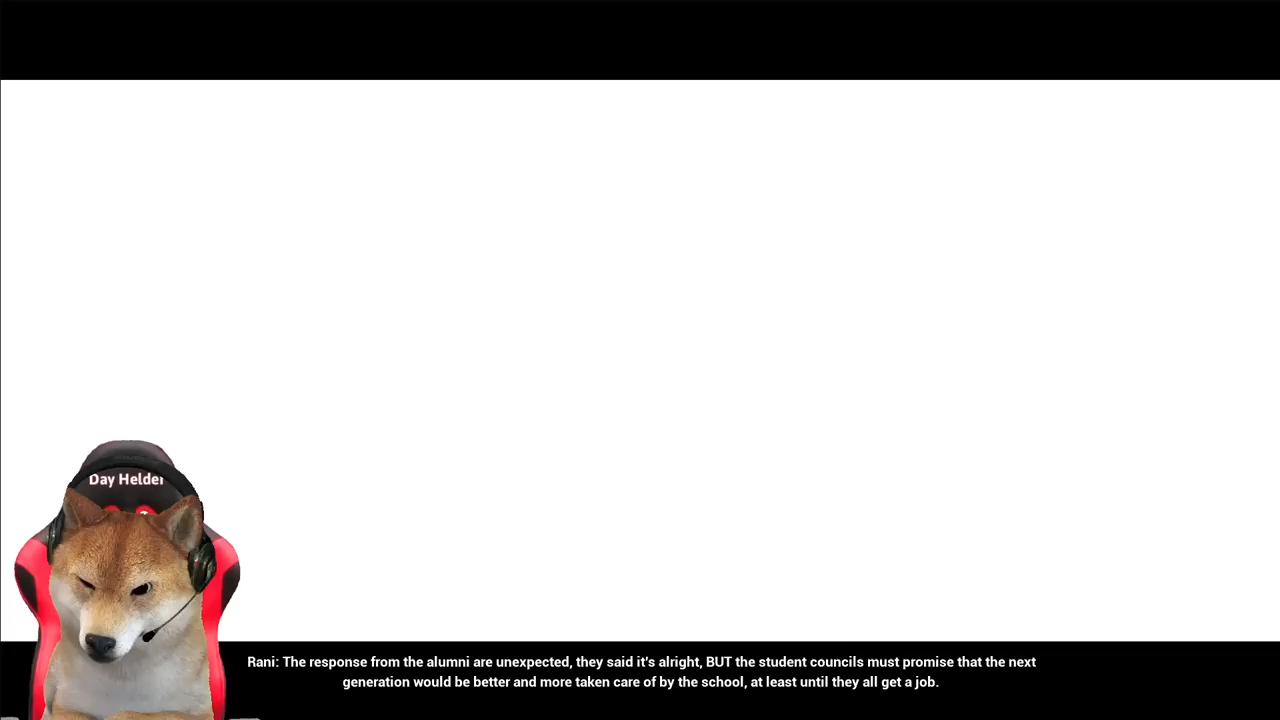 Day Helder
Rani: The response from the alumni are unexpected, they said it's alright, BUT the student councils must promise that the next
generation would be better and more taken care of by the school, at least until they all get a job.